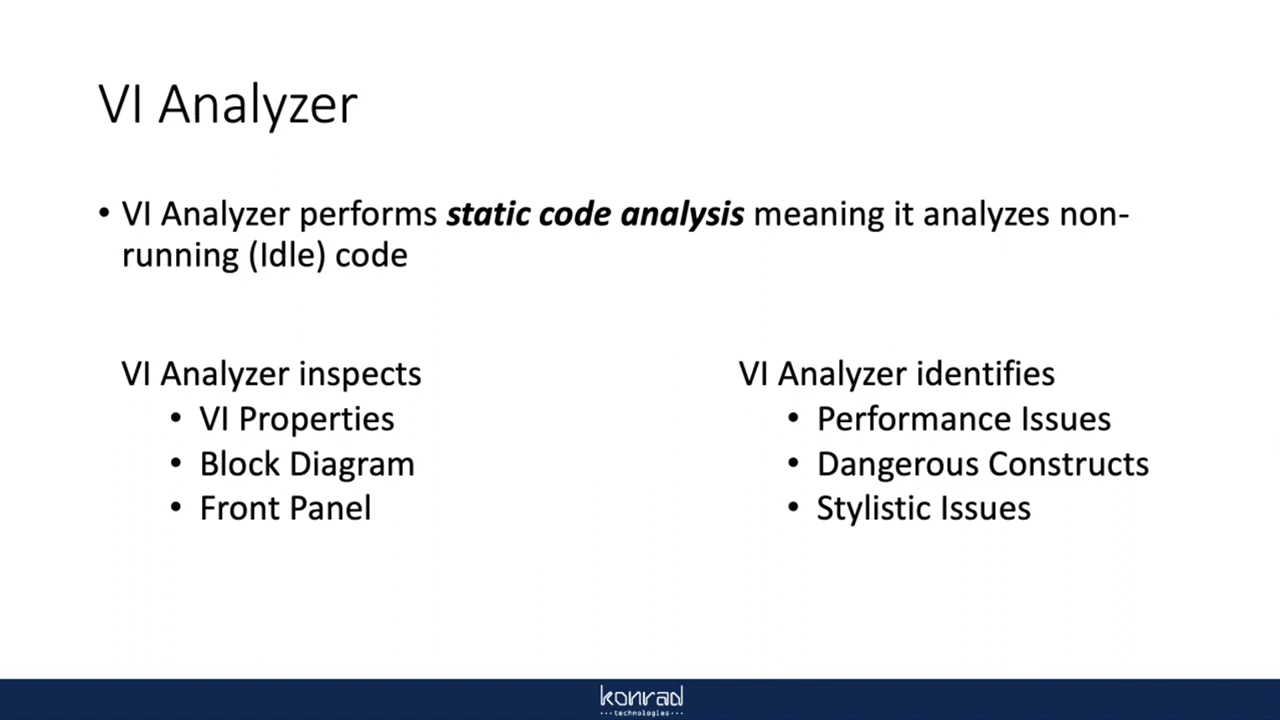 VI Analyzer
• VI Analyzer performs static code analysis meaning it analyzes non-
running (Idle) code
VI Analyzer inspects
• VI Properties
• Block Diagram
• Front Panel
VI Analyzer identifies
• Performance Issues
• Dangerous Constructs
• Stylistic Issues
konrad
technologies